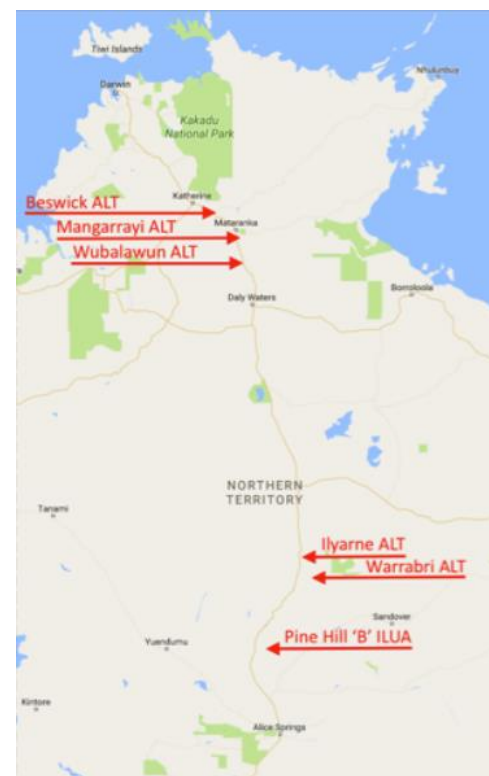 Tiwi Islands
Darwin
Nhulunbuy
Kakadu
National Park
Katherine
Beswick ALT
Mataranka
Mangarrayi ALT
Wubalawun ALT
Daly Waters
Borroloola
NORTHERN
TERRITORY
Tanami
Ilyarne ALT
Warrabri ALT
Sandover
Pine Hill 'B' ILUA
Yuendumu
Kintore
Alice Springs